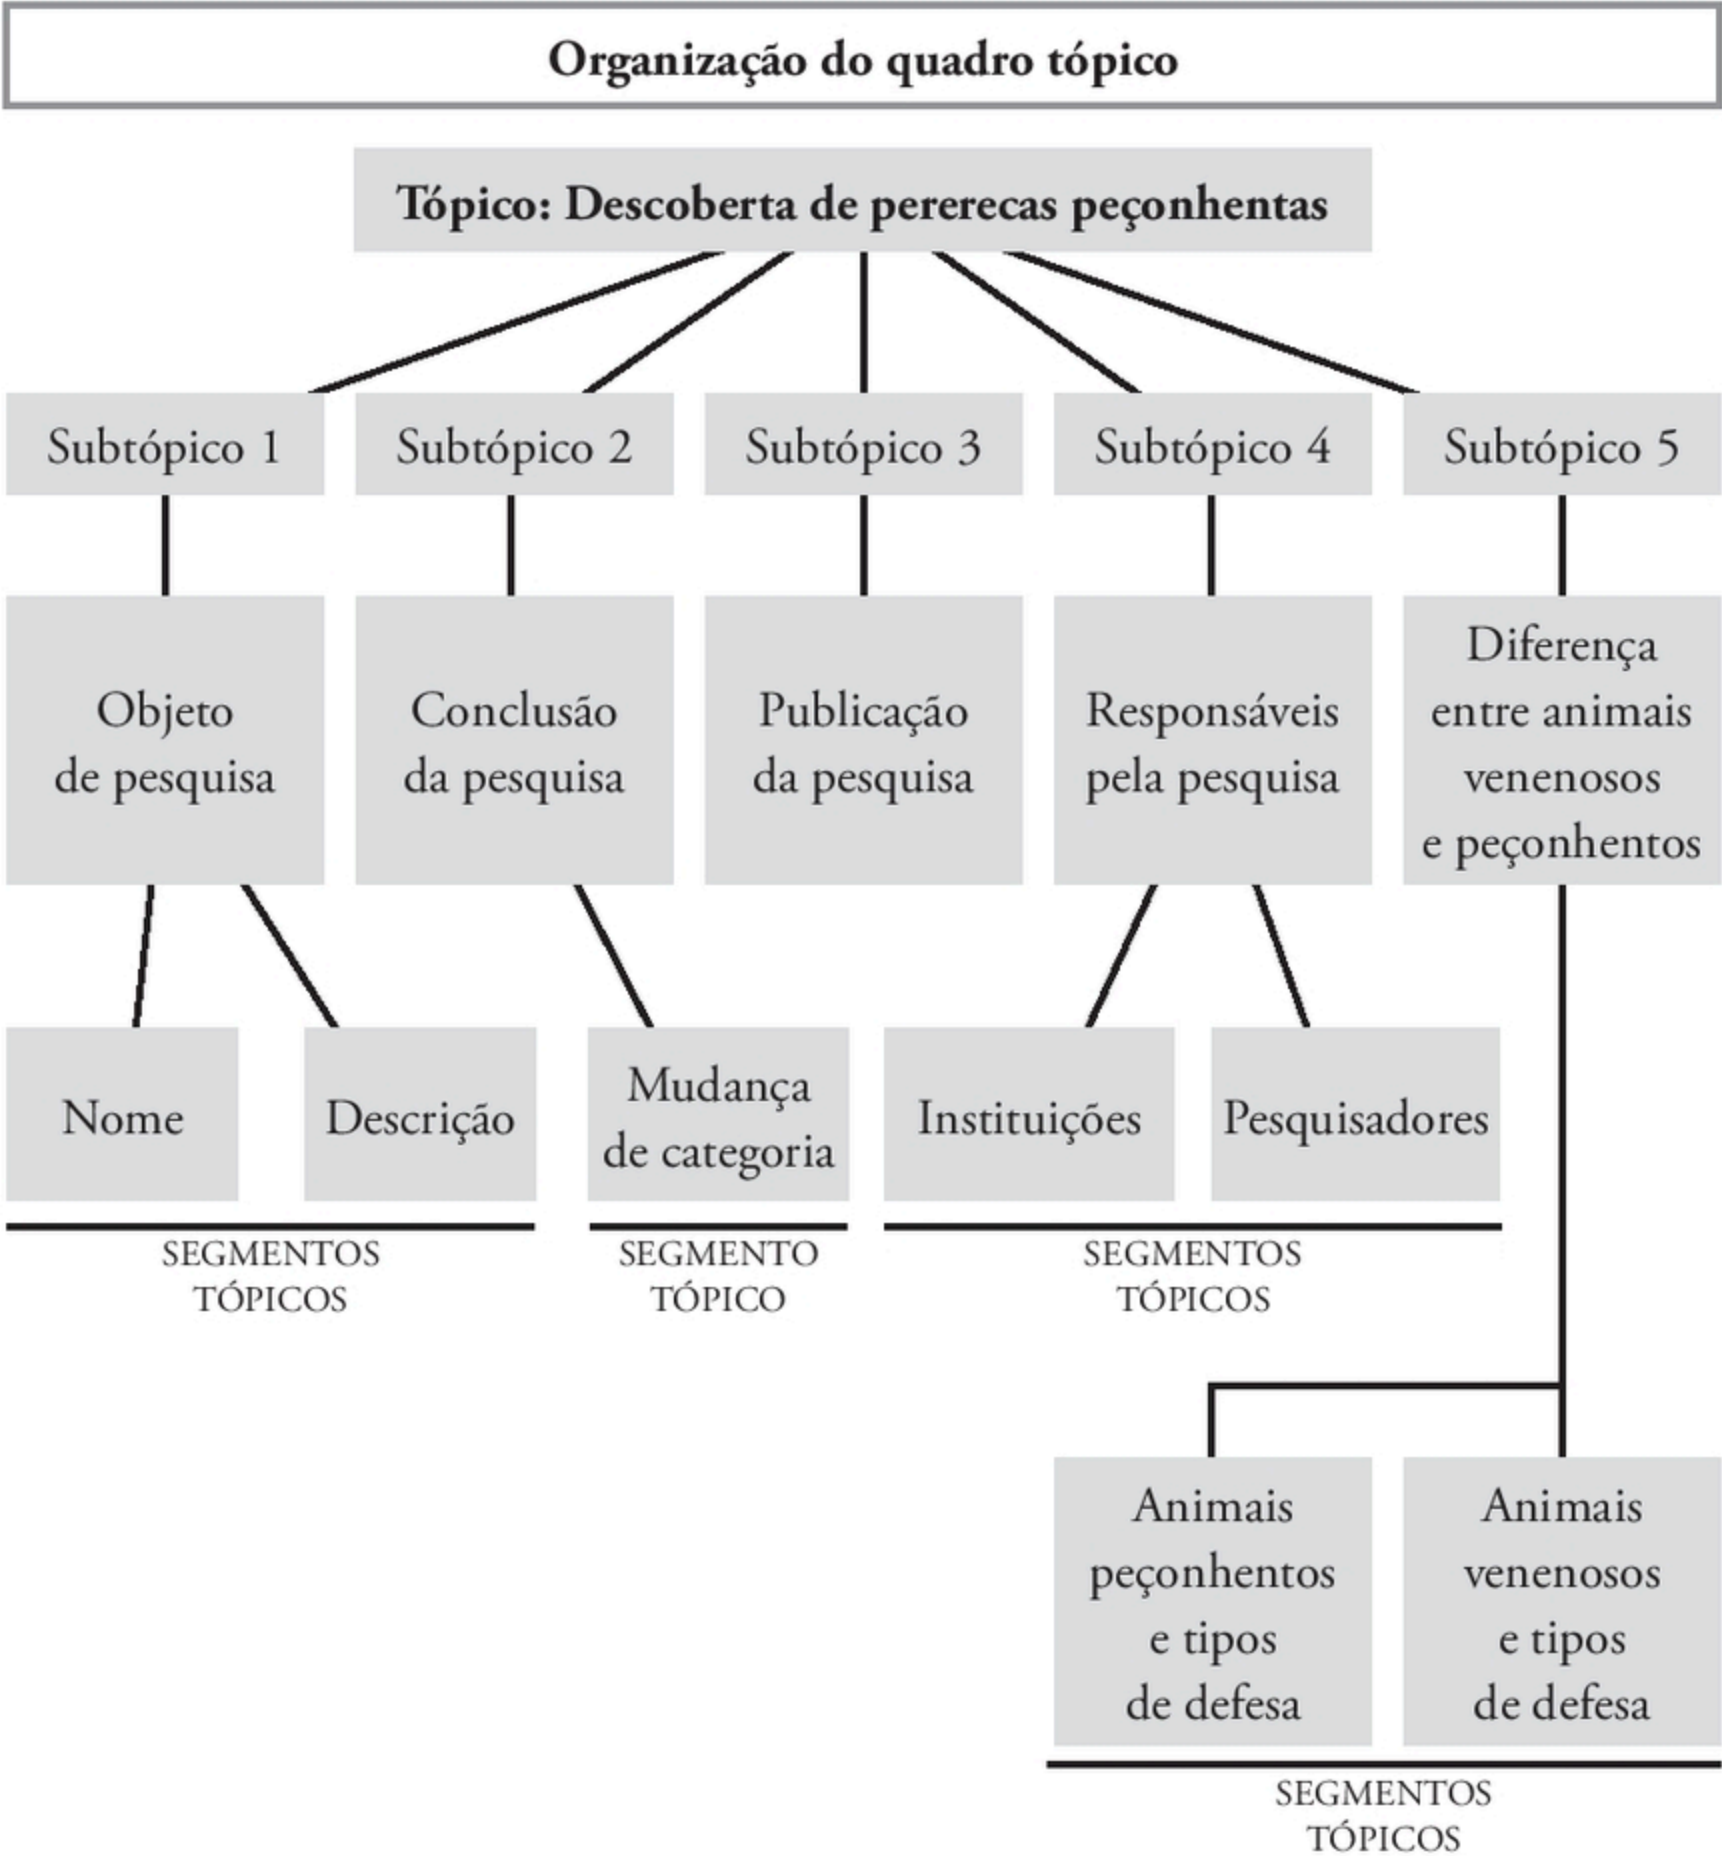 Organização do quadro tópico
Tópico: Descoberta de pererecas peçonhentas
Subtópico 1
Subtópico 2
Subtópico 3
Subtópico 4
Subtópico 5
Objeto
de pesquisa
Conclusão
da pesquisa
Publicação
da pesquisa
Responsáveis
pela pesquisa
Diferença
entre animais
venenosos
e peçonhentos
Nome
Descrição
Mudança
de categoria
Instituições
Pesquisadores
SEGMENTOS
TÓPICOS
SEGMENTO
TÓPICO
SEGMENTOS
TÓPICOS
Animais
peçonhentos
e tipos
de defesa
Animais
venenosos
e tipos
de defesa
SEGMENTOS
TÓPICOS